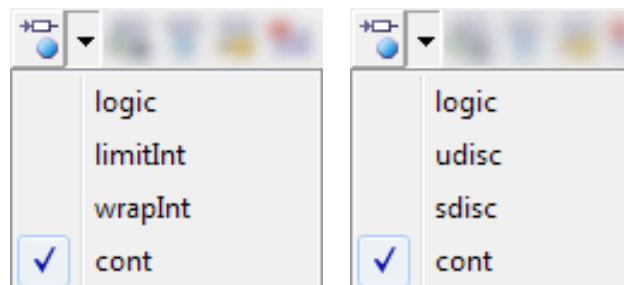 logic
limitInt
wrapInt
cont
logic
udisc
sdisc
cont